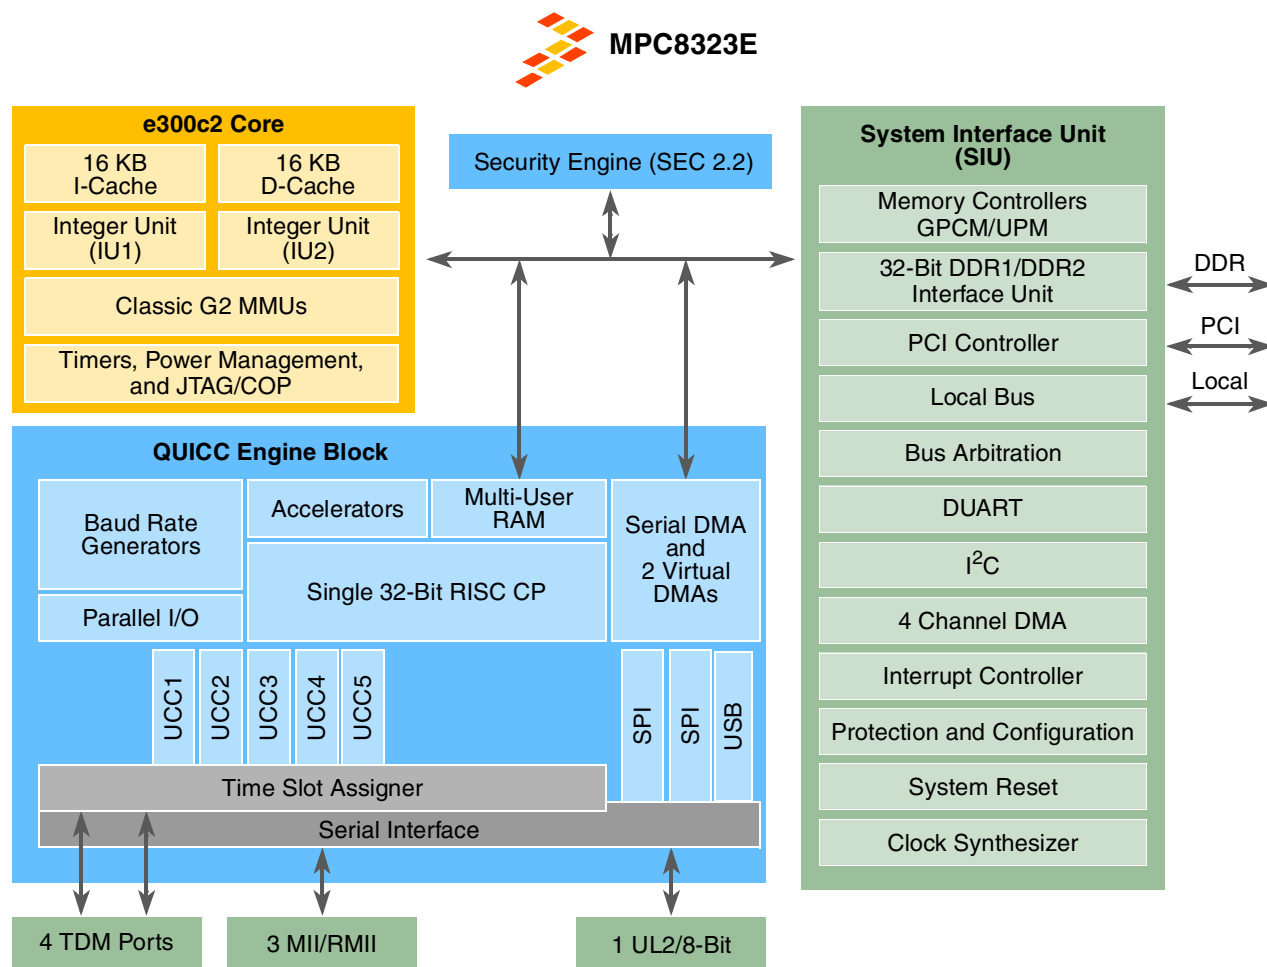 MPC8323E
e300c2 Core
16 KB
I-Cache
16 KB
D-Cache
Integer Unit
(IU1)
Integer Unit
(IU2)
Classic G2 MMUs
Timers, Power Management,
and JTAG/COP
Security Engine (SEC 2.2)
System Interface Unit
(SIU)
Memory Controllers
GPCM/UPM
32-Bit DDR1/DDR2
Interface Unit
PCI Controller
Local Bus
Bus Arbitration
DUART
I²C
4 Channel DMA
Interrupt Controller
Protection and Configuration
System Reset
Clock Synthesizer
DDR
PCI
Local
QUICC Engine Block
Baud Rate
Generators
Parallel I/O
Accelerators
Multi-User
RAM
Single 32-Bit RISC CP
Serial DMA
and
2 Virtual
DMAs
UCC1
UCC2
UCC3
UCC4
UCC5
SPI
SPI
USB
Time Slot Assigner
Serial Interface
4 TDM Ports
3 MII/RMII
1 UL2/8-Bit